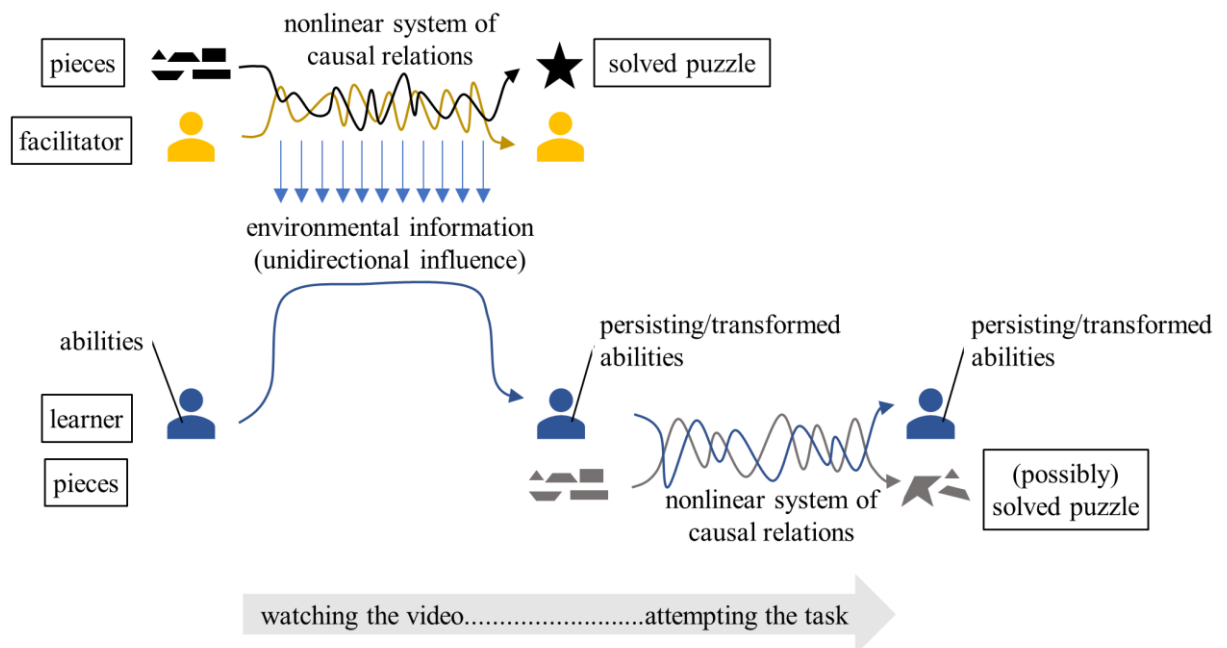 nonlinear system of
causal relations
pieces
solved puzzle
facilitator
environmental information
(unidirectional influence)
abilities
persisting/transformed
abilities
persisting/transformed
abilities
learner
pieces
nonlinear system of
causal relations
(possibly)
solved puzzle
watching the video.........................attempting the task